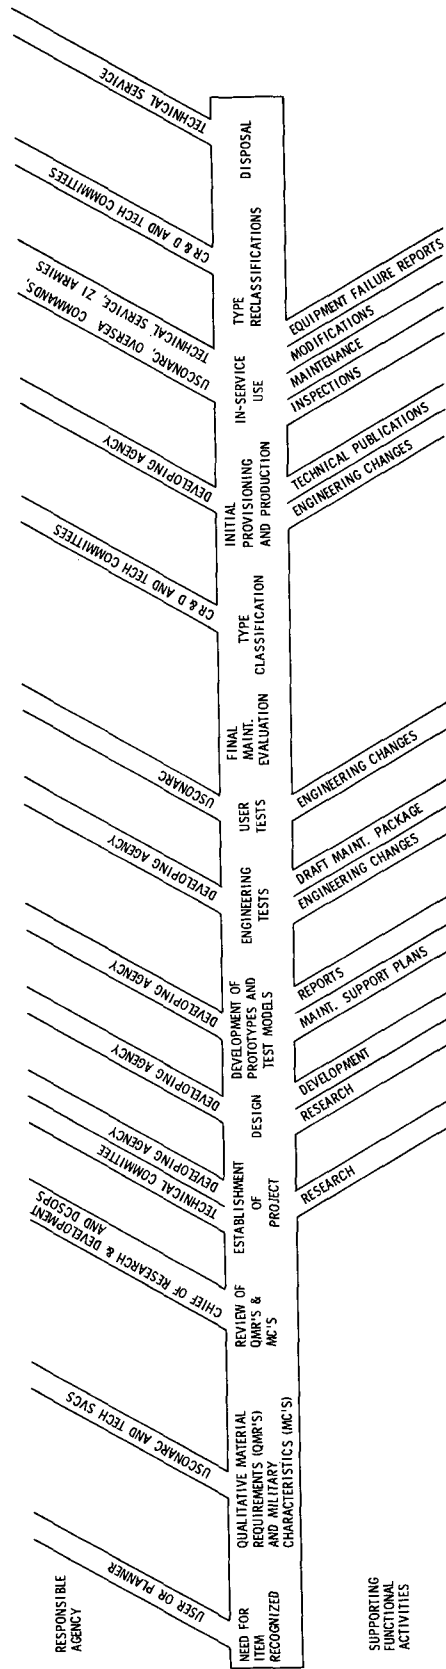 RESPONSIBLE
AGENCY
USER OR PLANNER
USCONARC AND TECH SVCS
CHIEF OF RESEARCH & DEVELOPMENT
AND DCSOPS
TECHNICAL COMMITTEE
DEVELOPING AGENCY
DEVELOPING AGENCY
DEVELOPING AGENCY
DEVELOPING AGENCY
USCONARC
CR & D AND TECH COMMITTEES
DEVELOPING AGENCY
USCONARC, OVERSEA COMMANDS,
TECHNICAL SERVICE, ZI ARMIES
CR & D AND TECH COMMITTEES
TECHNICAL SERVICE
NEED FOR
ITEM
RECOGNIZED
QUALITATIVE MATERIAL
REQUIREMENTS (QMR'S)
AND MILITARY
CHARACTERISTICS (MC'S)
REVIEW OF
QMR'S &
MC'S
ESTABLISHMENT
OF
PROJECT
DESIGN
DEVELOPMENT OF
PROTOTYPES AND
TEST MODELS
ENGINEERING
TESTS
USER
TESTS
FINAL
MAINT.
EVALUATION
TYPE
CLASSIFICATION
INITIAL
PROVISIONING
AND PRODUCTION
IN-SERVICE
USE
TYPE
RECLASSIFICATIONS
DISPOSAL
SUPPORTING
FUNCTIONAL
ACTIVITIES
RESEARCH
RESEARCH
DEVELOPMENT
MAINT. SUPPORT PLANS
REPORTS
ENGINEERING CHANGES
DRAFT MAINT. PACKAGE
ENGINEERING CHANGES
ENGINEERING CHANGES
TECHNICAL PUBLICATIONS
INSPECTIONS
MAINTENANCE
MODIFICATIONS
EQUIPMENT FAILURE REPORTS